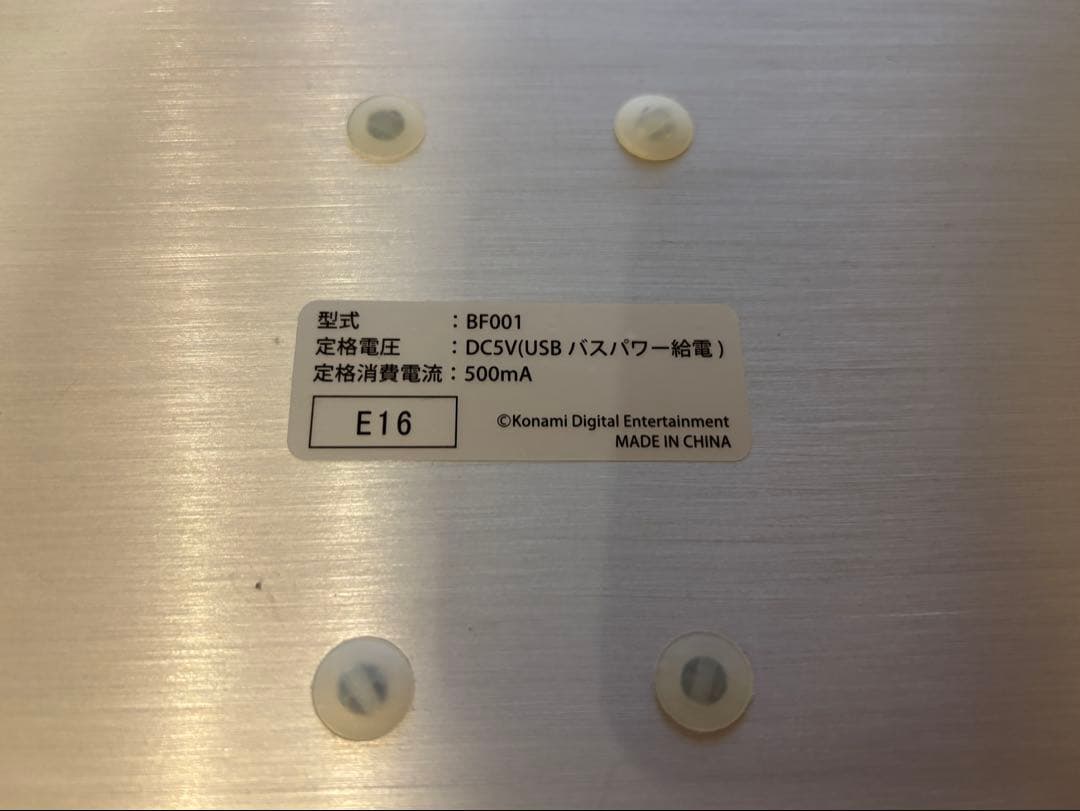 型式 : BF001
定格電圧 : DC5V(USB バスパワー給電 )
定格消費電流 : 500mA
E16
©Konami Digital Entertainment
MADE IN CHINA